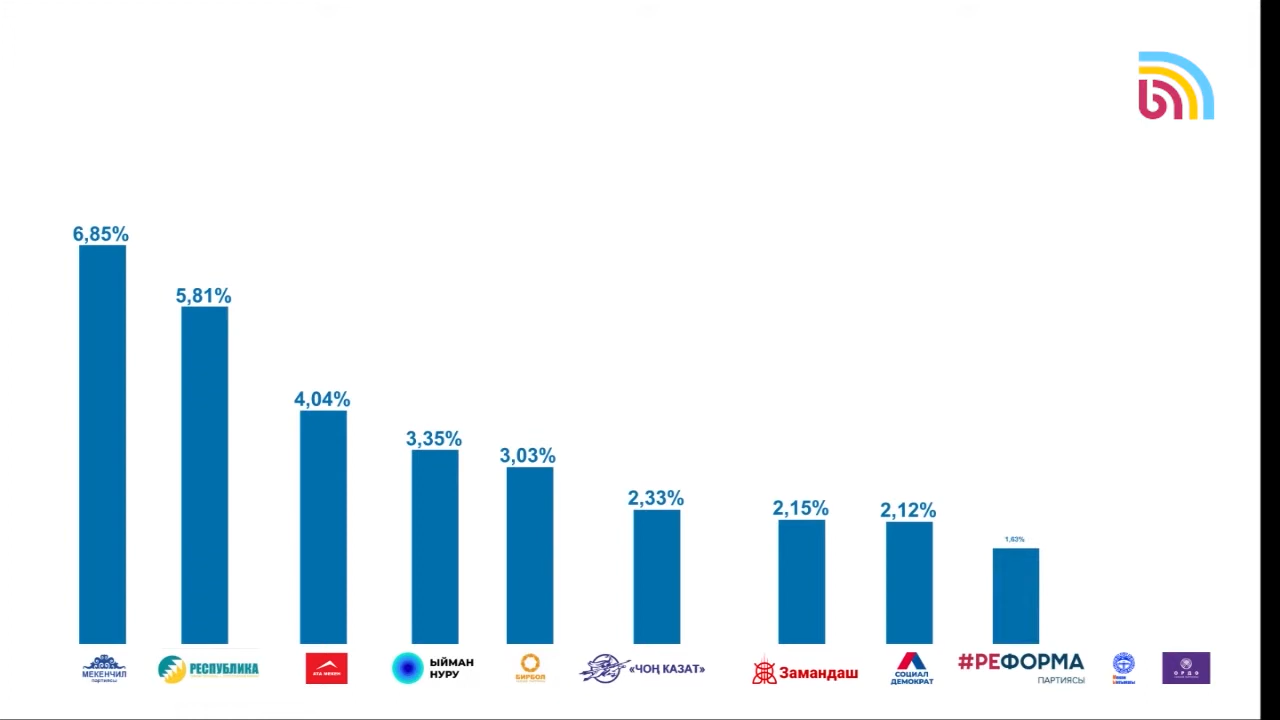 6,85%
5,81%
4,04%
3,35%
3,03%
2,33%
2,15%
2,12%
1,63%
МЕКЕНЧИЛ
партиясы
РЕСПУБЛИКА
АТА МЕКЕН
ЫЙМАН
НУРУ
БИРБОЛ
«ЧОҢ КАЗАТ»
Замандаш
СОЦИАЛ
ДЕМОКРАТ
#РЕФОРМА
ПАРТИЯСЫ
ОРДО